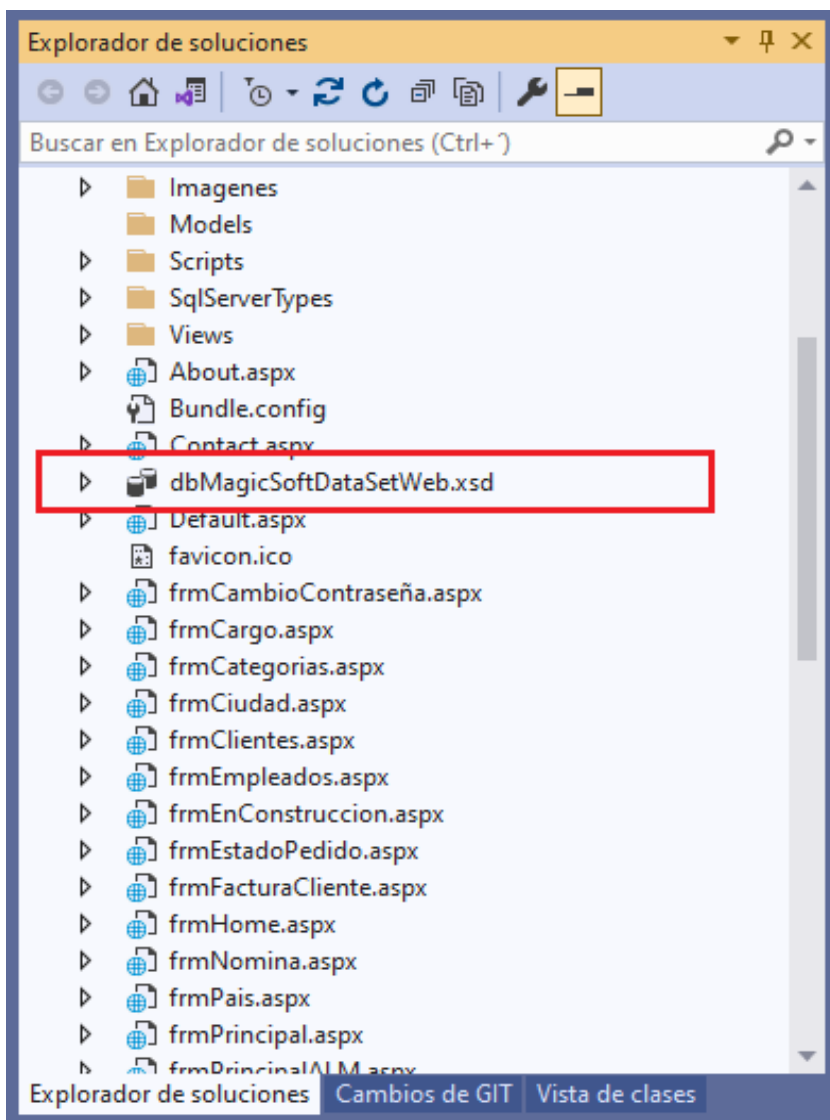 Explorador de soluciones
Buscar en Explorador de soluciones (Ctrl+´)
Imagenes
Models
Scripts
SqlServerTypes
Views
About.aspx
Bundle.config
Contact.aspx
dbMagicSoftDataSetWeb.xsd
Default.aspx
favicon.ico
frmCambioContraseña.aspx
frmCargo.aspx
frmCategorias.aspx
frmCiudad.aspx
frmClientes.aspx
frmEmpleados.aspx
frmEnConstruccion.aspx
frmEstadoPedido.aspx
frmFacturaCliente.aspx
frmHome.aspx
frmNomina.aspx
frmPais.aspx
frmPrincipal.aspx
frmPrincipalALM.aspx
Explorador de soluciones Cambios de GIT Vista de clases